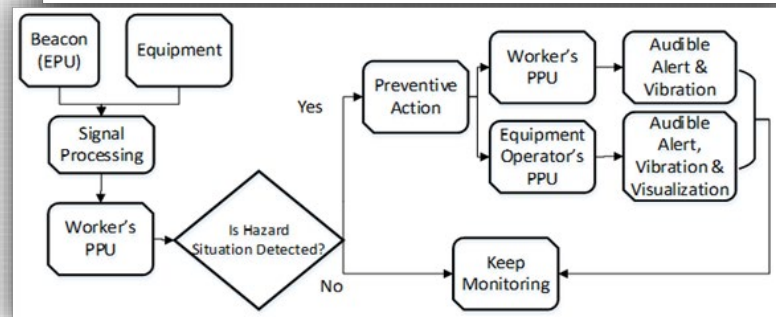 Beacon
(EPU)
Equipment
Signal
Processing
Worker's
PPU
Is Hazard
Situation Detected?
Yes
No
Preventive
Action
Worker's
PPU
Audible
Alert &
Vibration
Equipment
Operator's
PPU
Audible
Alert,
Vibration &
Visualization
Keep
Monitoring